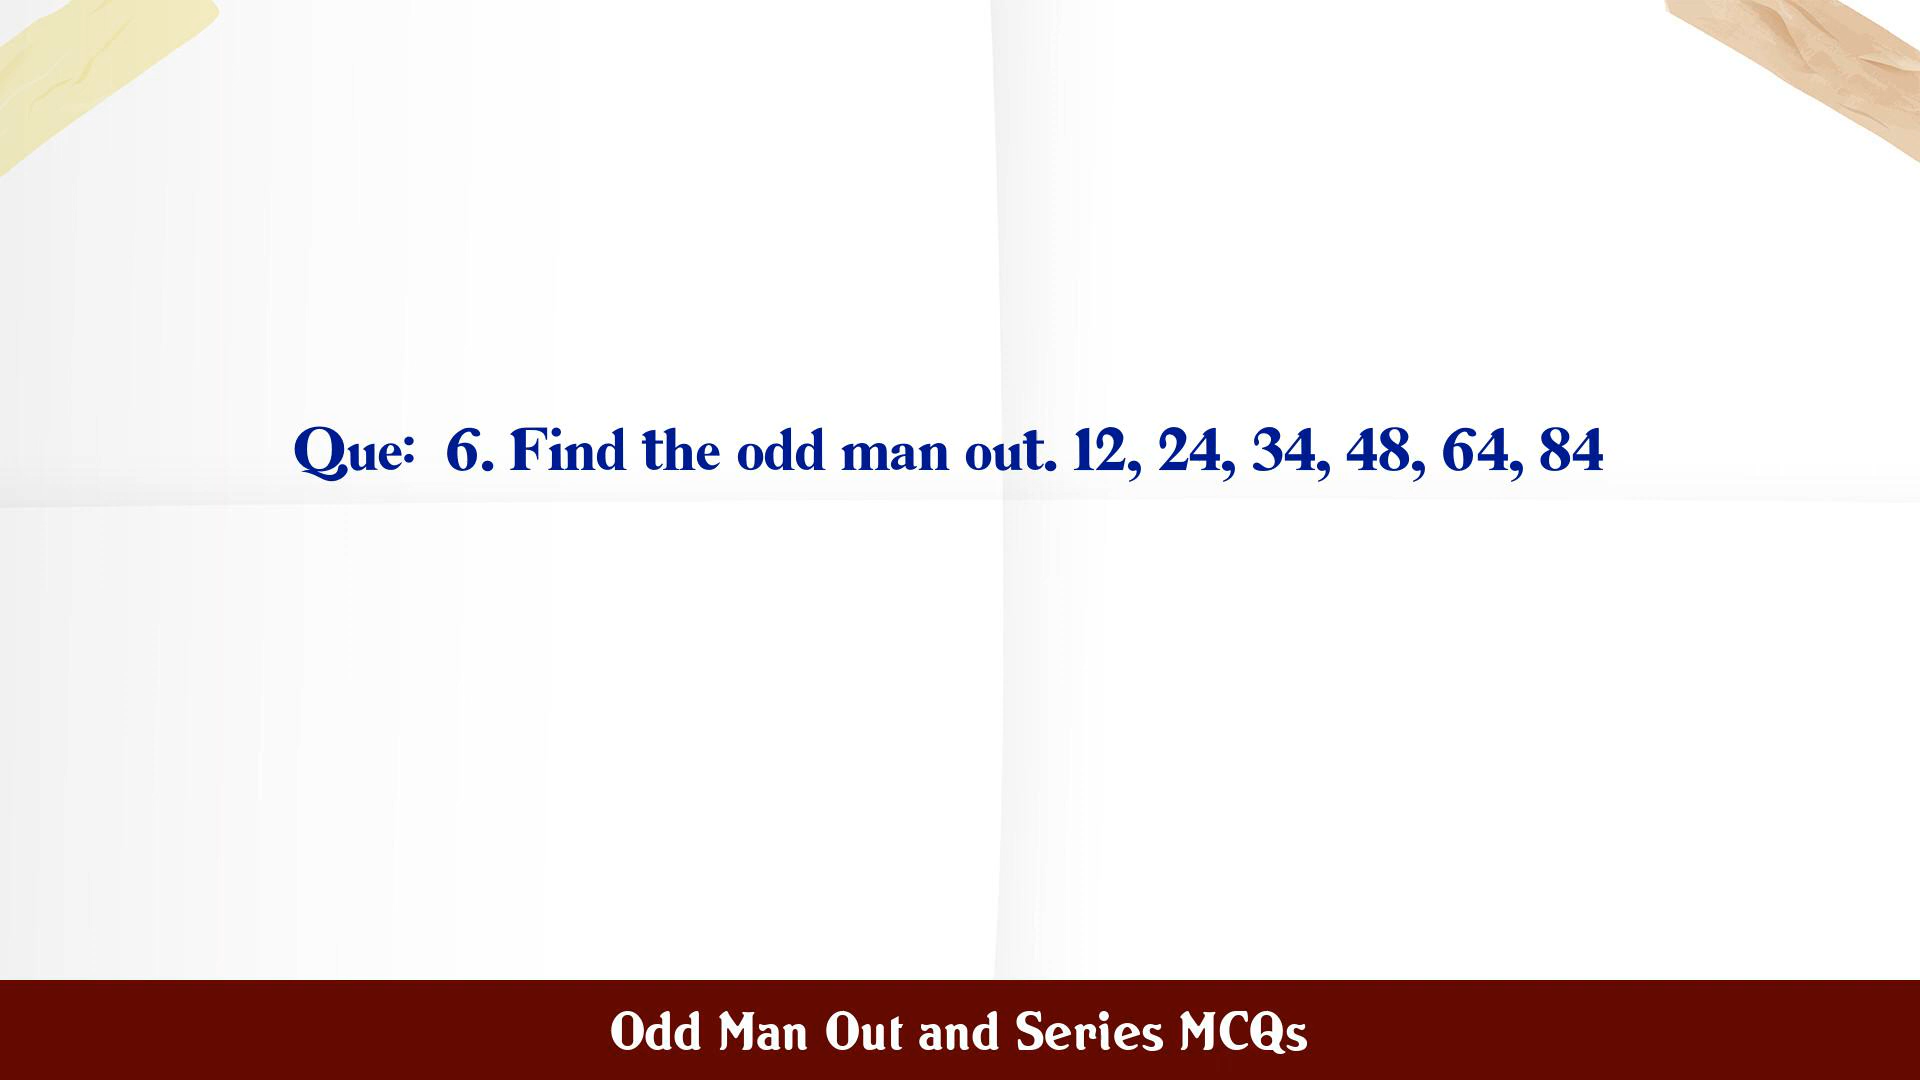 Que: 6. Find the odd man out. 12, 24, 34, 48, 64, 84
Odd Man Out and Series MCQs